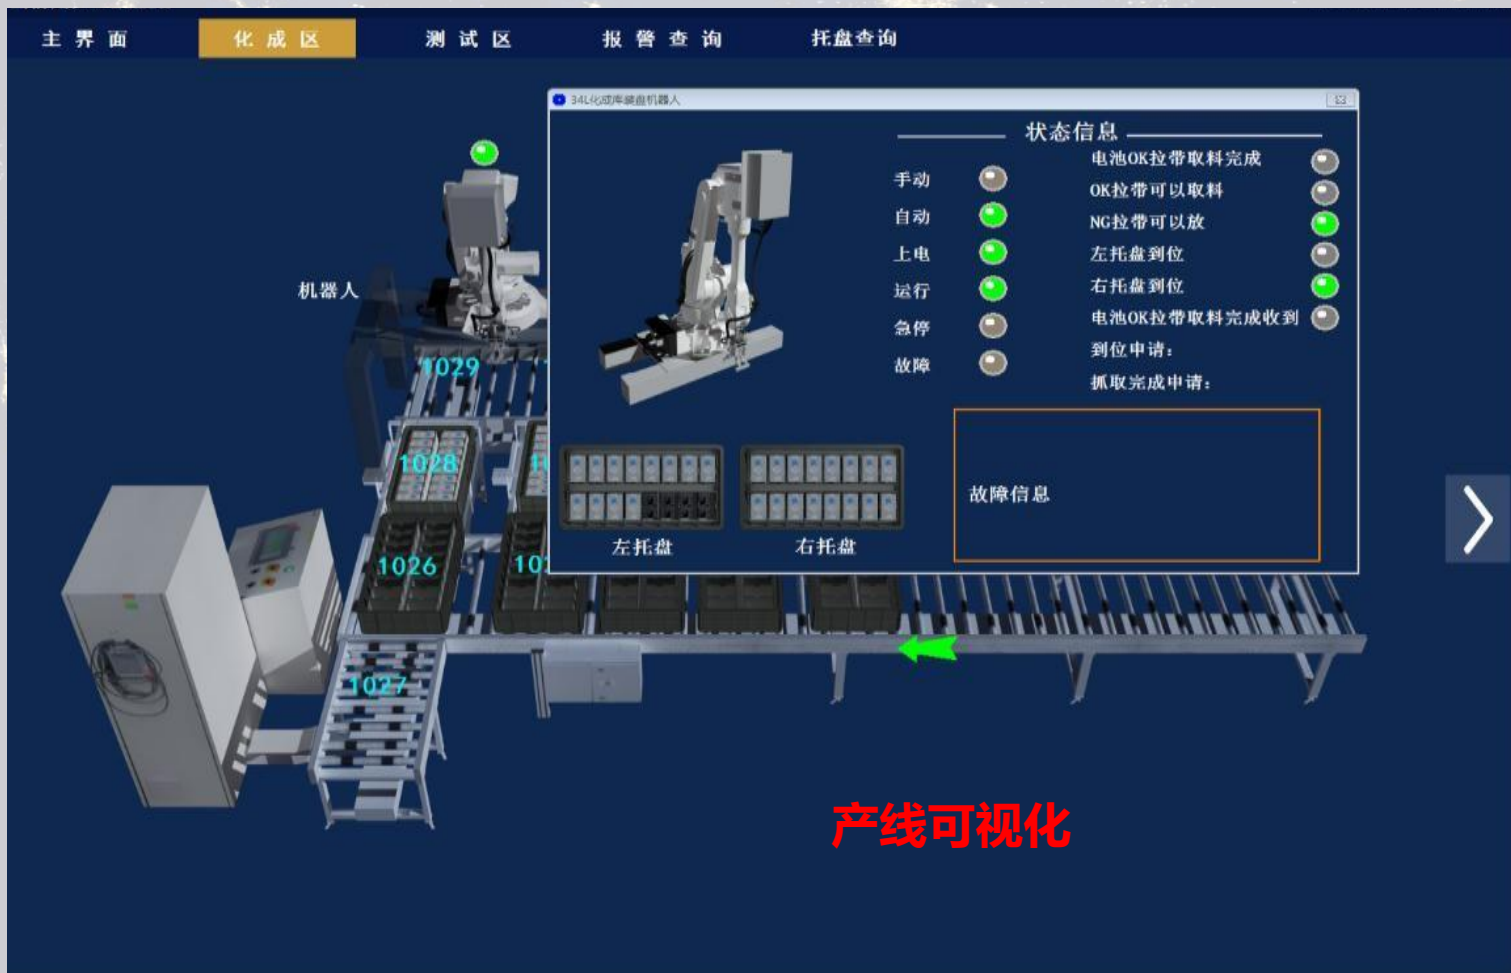 主界面
化成区
测试区
报警查询
托盘查询
34L化成库碼盘机器人
状态信息
手动
自动
上电
运行
急停
故障
电池OK拉带取料完成
OK拉带可以取料
NG拉带可以放
左托盘到位
右托盘到位
电池OK拉带取料完成收到
到位申请:
抓取完成申请:
机器人
1029
1028
1026
1027
左托盘
右托盘
故障信息
产线可视化